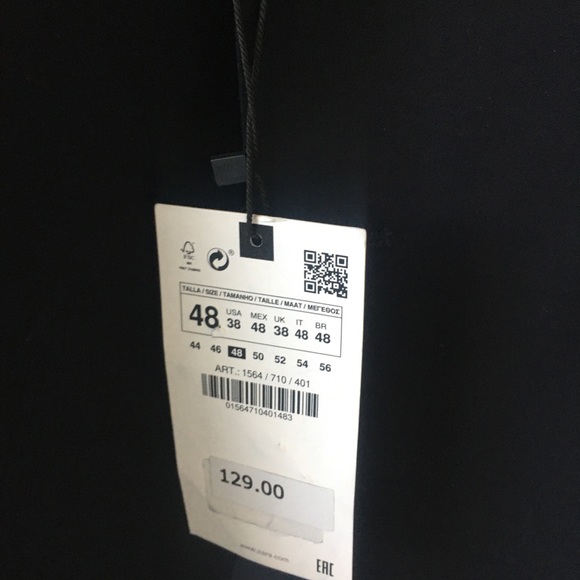 FSC
®
TALLA / SIZE / TAMANHO / TAILLE / MAAT / ΜΕΓΕΘΟΣ
48 USA 38 MEX 48 UK 38 IT 48 BR 48
44 46 48 50 52 54 56
ART.: 1564 / 710 / 401
01564710401483
129.00
www.zara.com
EAC